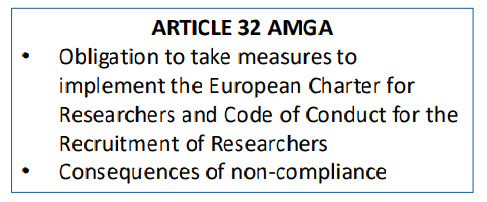 ARTICLE 32 AMGA
• Obligation to take measures to
implement the European Charter for
Researchers and Code of Conduct for the
Recruitment of Researchers
• Consequences of non-compliance